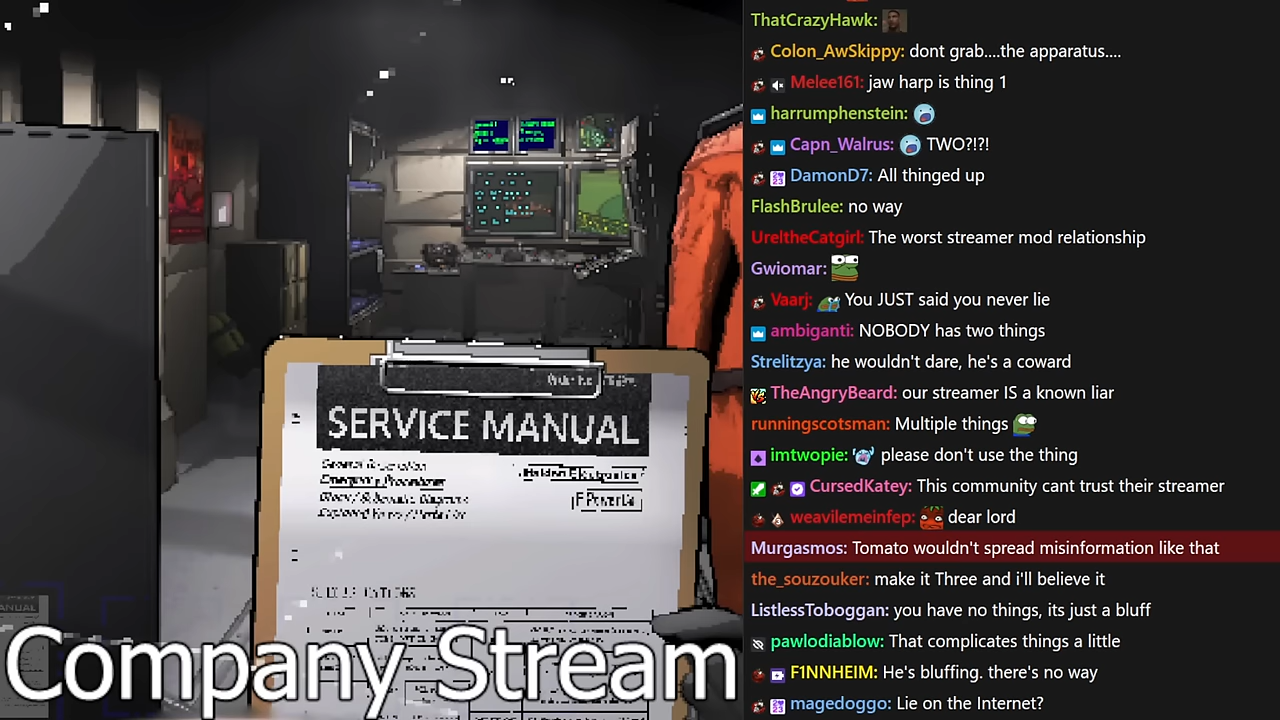 SERVICE MANUAL
Emergency Procedures
SPECIFICATIONS
MANUAL
Company Stream
ThatCrazyHawk:
Colon_AwSkippy: dont grab....the apparatus....
Melee161: jaw harp is thing 1
harrumphenstein:
Capn_Walrus: TWO?!?!
DamonD7: All thinged up
FlashBrulee: no way
UreltheCatgirl: The worst streamer mod relationship
Gwiomar:
Vaarj: You JUST said you never lie
ambiganti: NOBODY has two things
Strelitzya: he wouldn't dare, he's a coward
TheAngryBeard: our streamer IS a known liar
runningscotsman: Multiple things
imtwopie: please don't use the thing
CursedKatey: This community cant trust their streamer
weavilemeinfep: dear lord
Murgasmos: Tomato wouldn't spread misinformation like that
the_souzouker: make it Three and i'll believe it
ListlessToboggan: you have no things, its just a bluff
pawlodiablow: That complicates things a little
F1NNHEIM: He's bluffing. there's no way
magedoggo: Lie on the Internet?